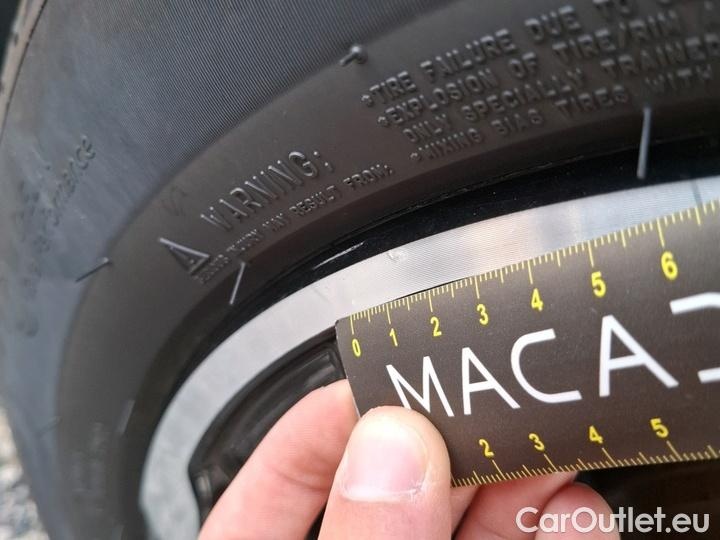 •TIRE FAILURE DUE TO
•EXPLOSION OF TIRE/RIM
ONLY SPECIALLY TRAINED
•MIXING BIAS TIRES WITH
WARNING:
SERIOUS INJURY MAY RESULT FROM:
0 1 2 3 4 5 6
MACA
2 3 4 5
CarOutlet.eu